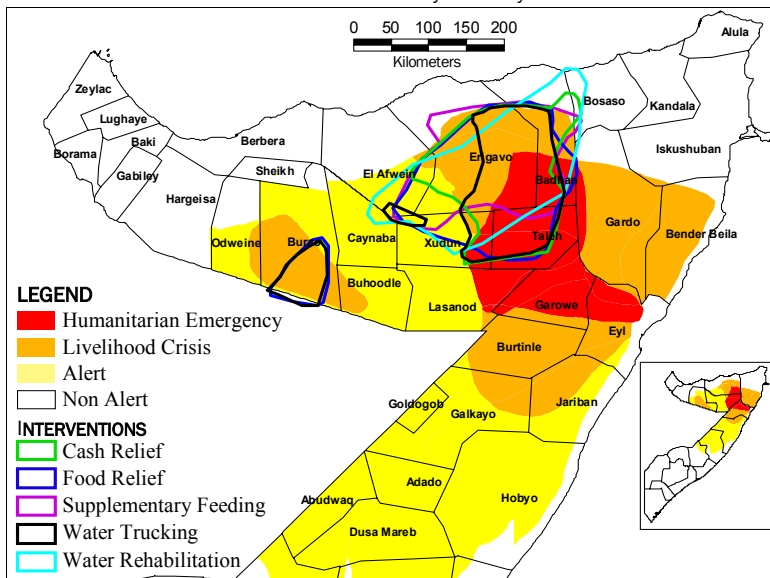 0 50 100 150 200
Kilometers
Alula
Zeylac
Bosaso
Kandala
Lughaye
Berbera
Borama
Baki
Engavo
Iskushuban
Gabiley
Sheikh
El Afwein
Badhan
Hargeisa
Gardo
Bender Beila
Odweine
Burao
Caynaba
Xudun
Taleh
Buhoodle
Lasanod
Garowe
Eyl
Burtinle
Jariban
Goldogob
Galkayo
Adado
Hobyo
Abudwaq
Dusa Mareb
LEGEND
Humanitarian Emergency
Livelihood Crisis
Alert
Non Alert
INTERVENTIONS
Cash Relief
Food Relief
Supplementary Feeding
Water Trucking
Water Rehabilitation